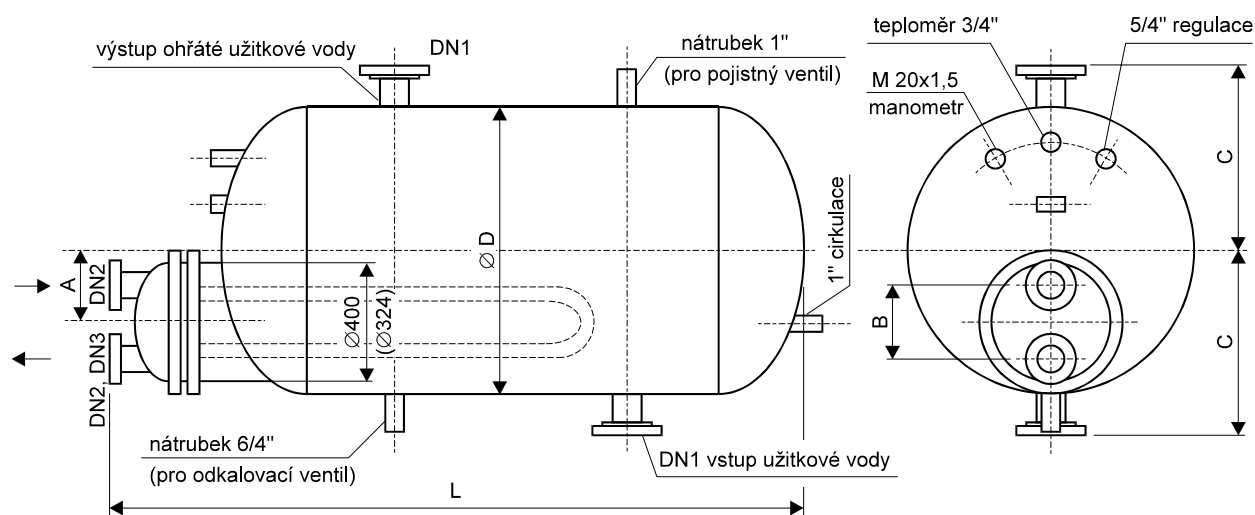 výstup ohřáté užitkové vody
DN1
nátrubek 1"
(pro pojistný ventil)
teploměr 3/4"
5/4" regulace
M 20x1,5
manometr
C
A
DN2
DN2, DN3
Ø400
(Ø324)
Ø D
1" cirkulace
B
C
nátrubek 6/4"
(pro odkalovací ventil)
DN1 vstup užitkové vody
L